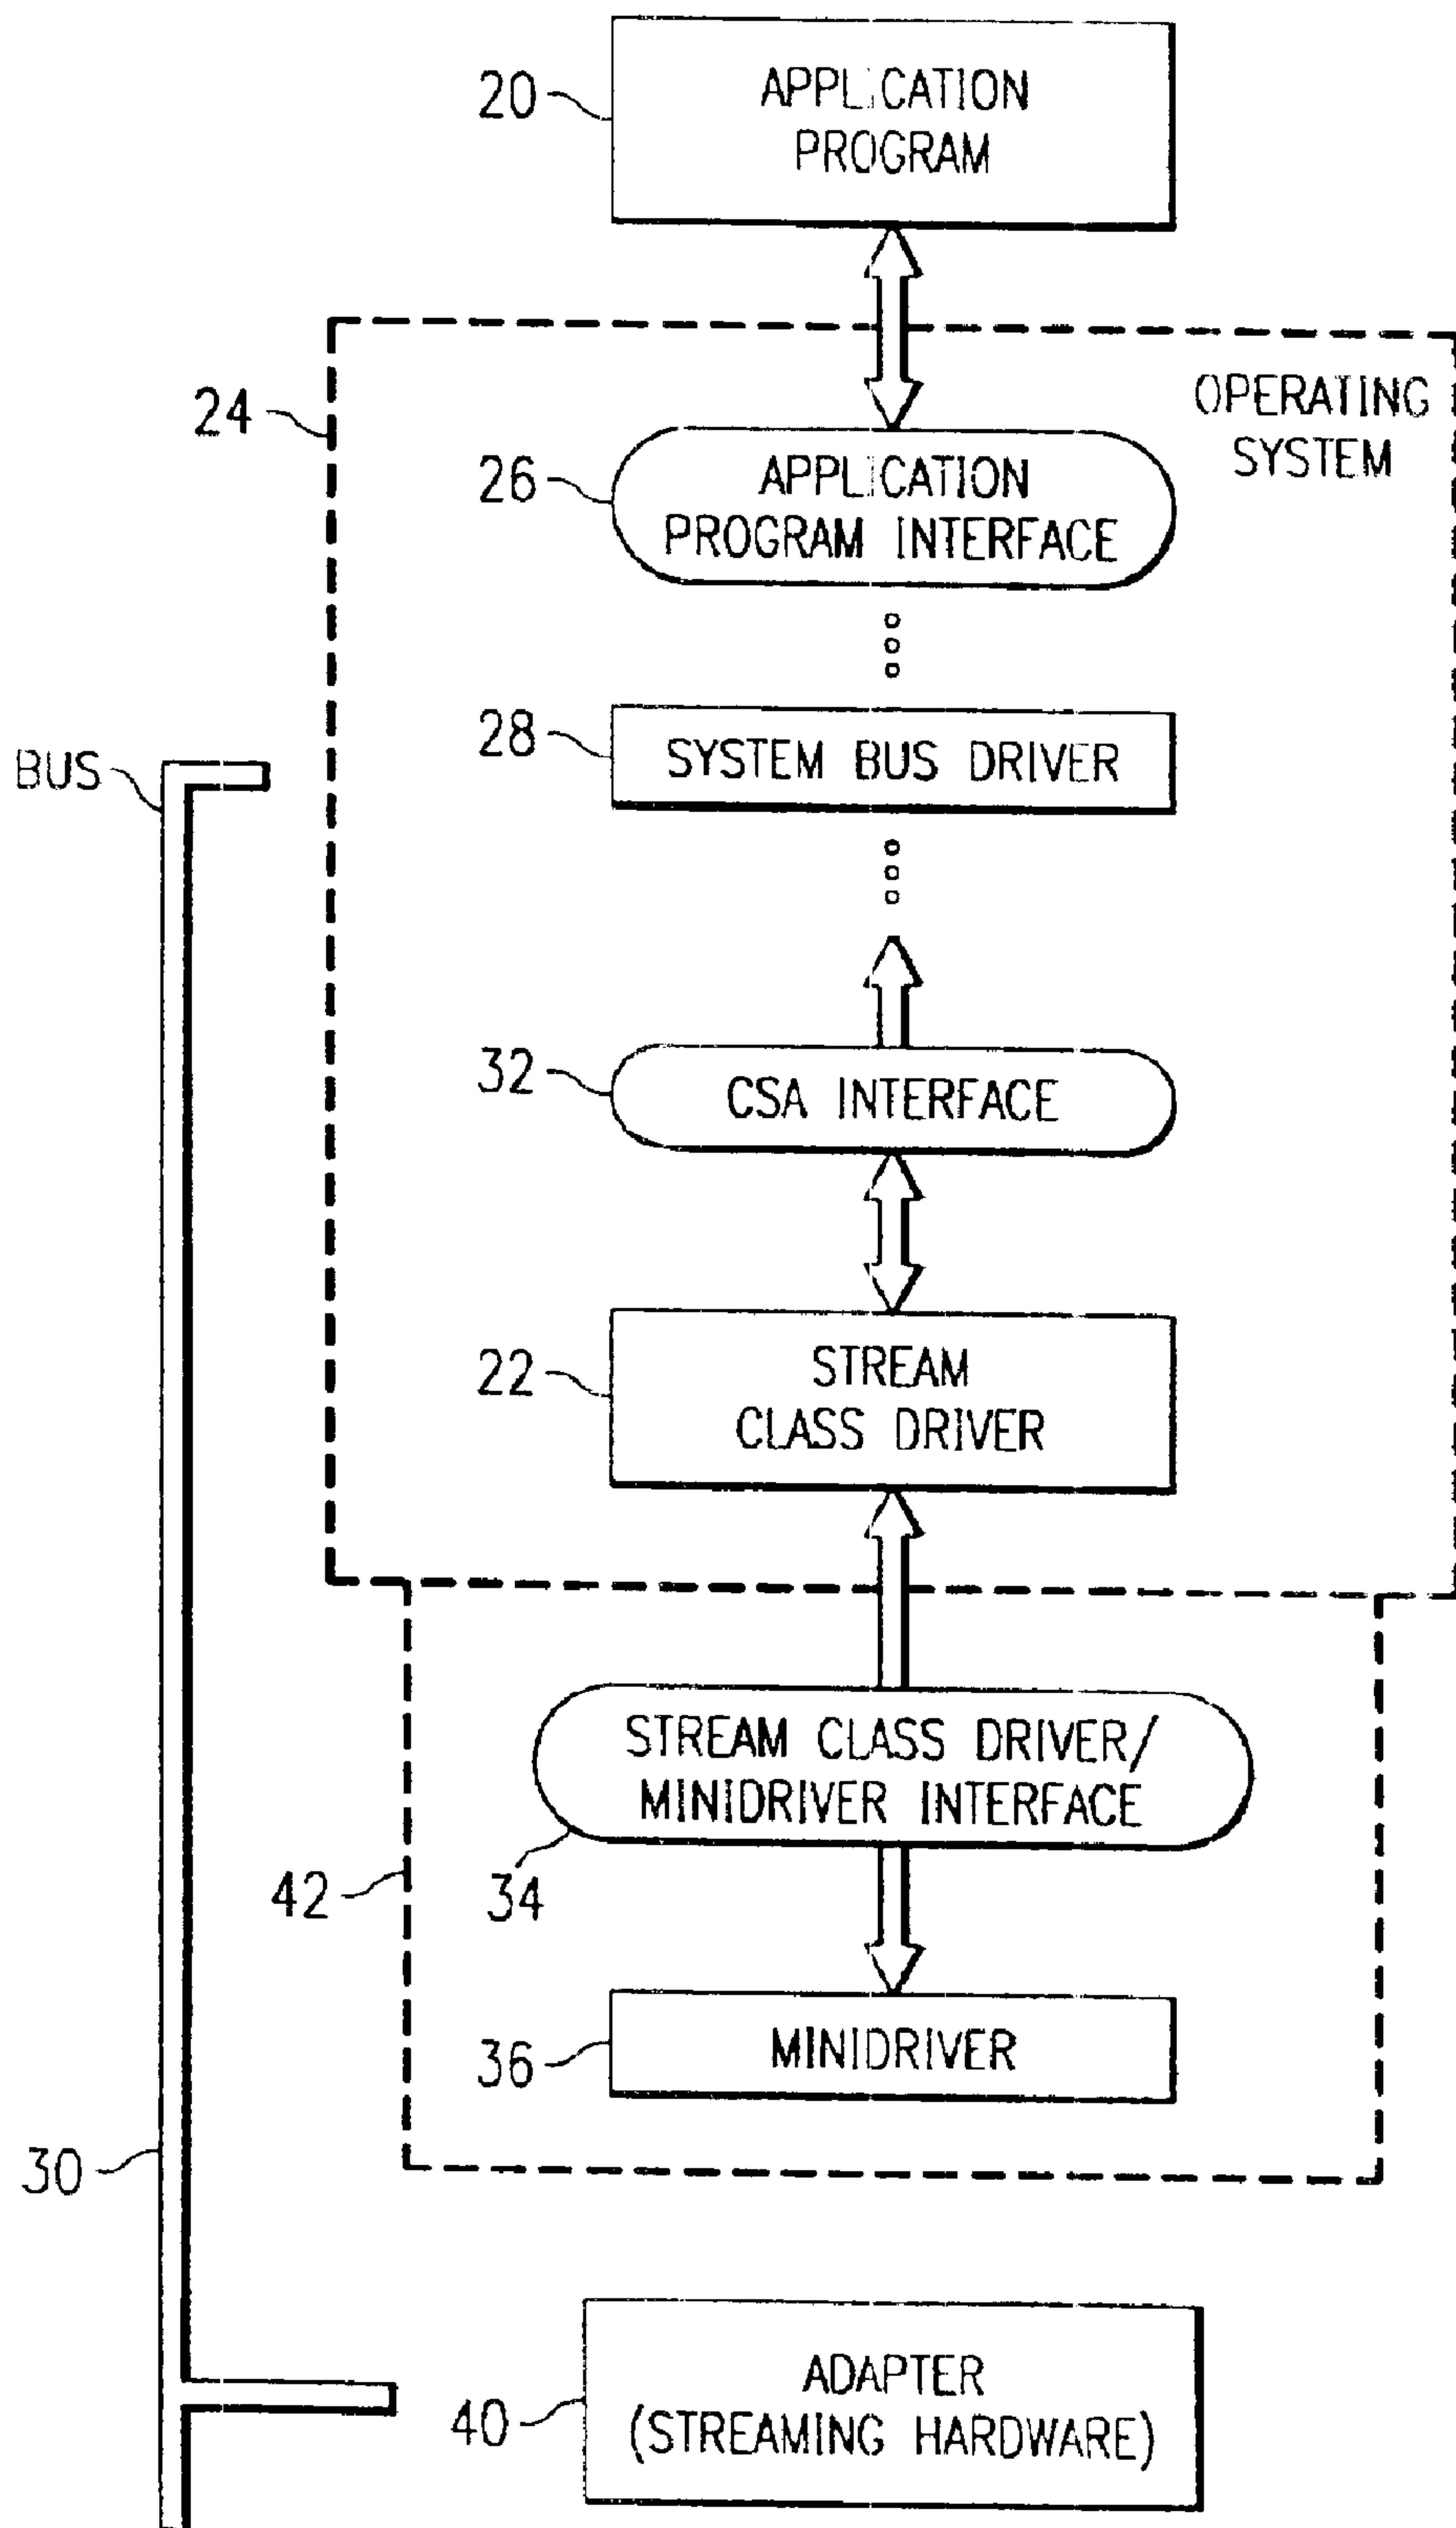 20
APPLICATION
PROGRAM
24
OPERATING
SYSTEM
26
APPLICATION
PROGRAM INTERFACE
BUS
28
SYSTEM BUS DRIVER
32
CSA INTERFACE
22
STREAM
CLASS DRIVER
STREAM CLASS DRIVER/
MINIDRIVER INTERFACE
42
34
36
MINIDRIVER
30
ADAPTER
40
(STREAMING HARDWARE)